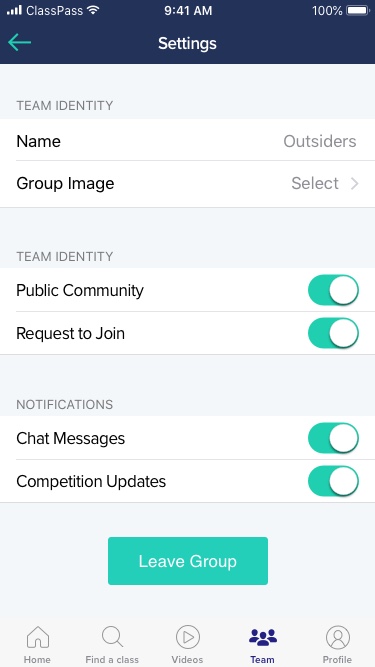 ClassPass 9:41 AM 100%
Settings
TEAM IDENTITY
Name Outsiders
Group Image Select
TEAM IDENTITY
Public Community
Request to Join
NOTIFICATIONS
Chat Messages
Competition Updates
Leave Group
Home Find a class Videos Team Profile